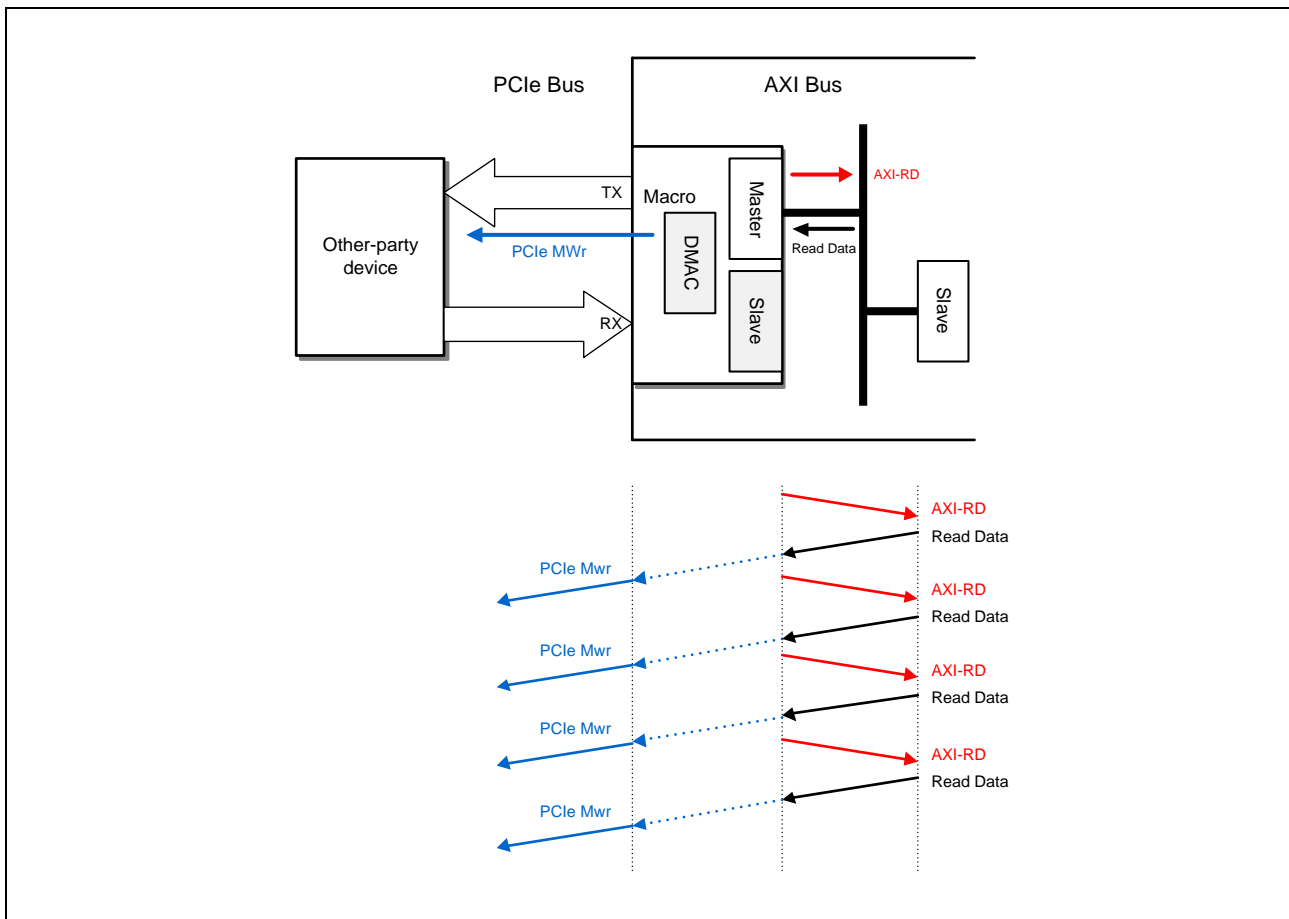 PCIe Bus
AXI Bus
TX
Macro
Master
AXI-RD
Other-party
device
PCIe MWr
DMAC
Read Data
RX
Slave
Slave
AXI-RD
Read Data
PCIe Mwr
AXI-RD
Read Data
PCIe Mwr
AXI-RD
Read Data
PCIe Mwr
AXI-RD
Read Data
PCIe Mwr